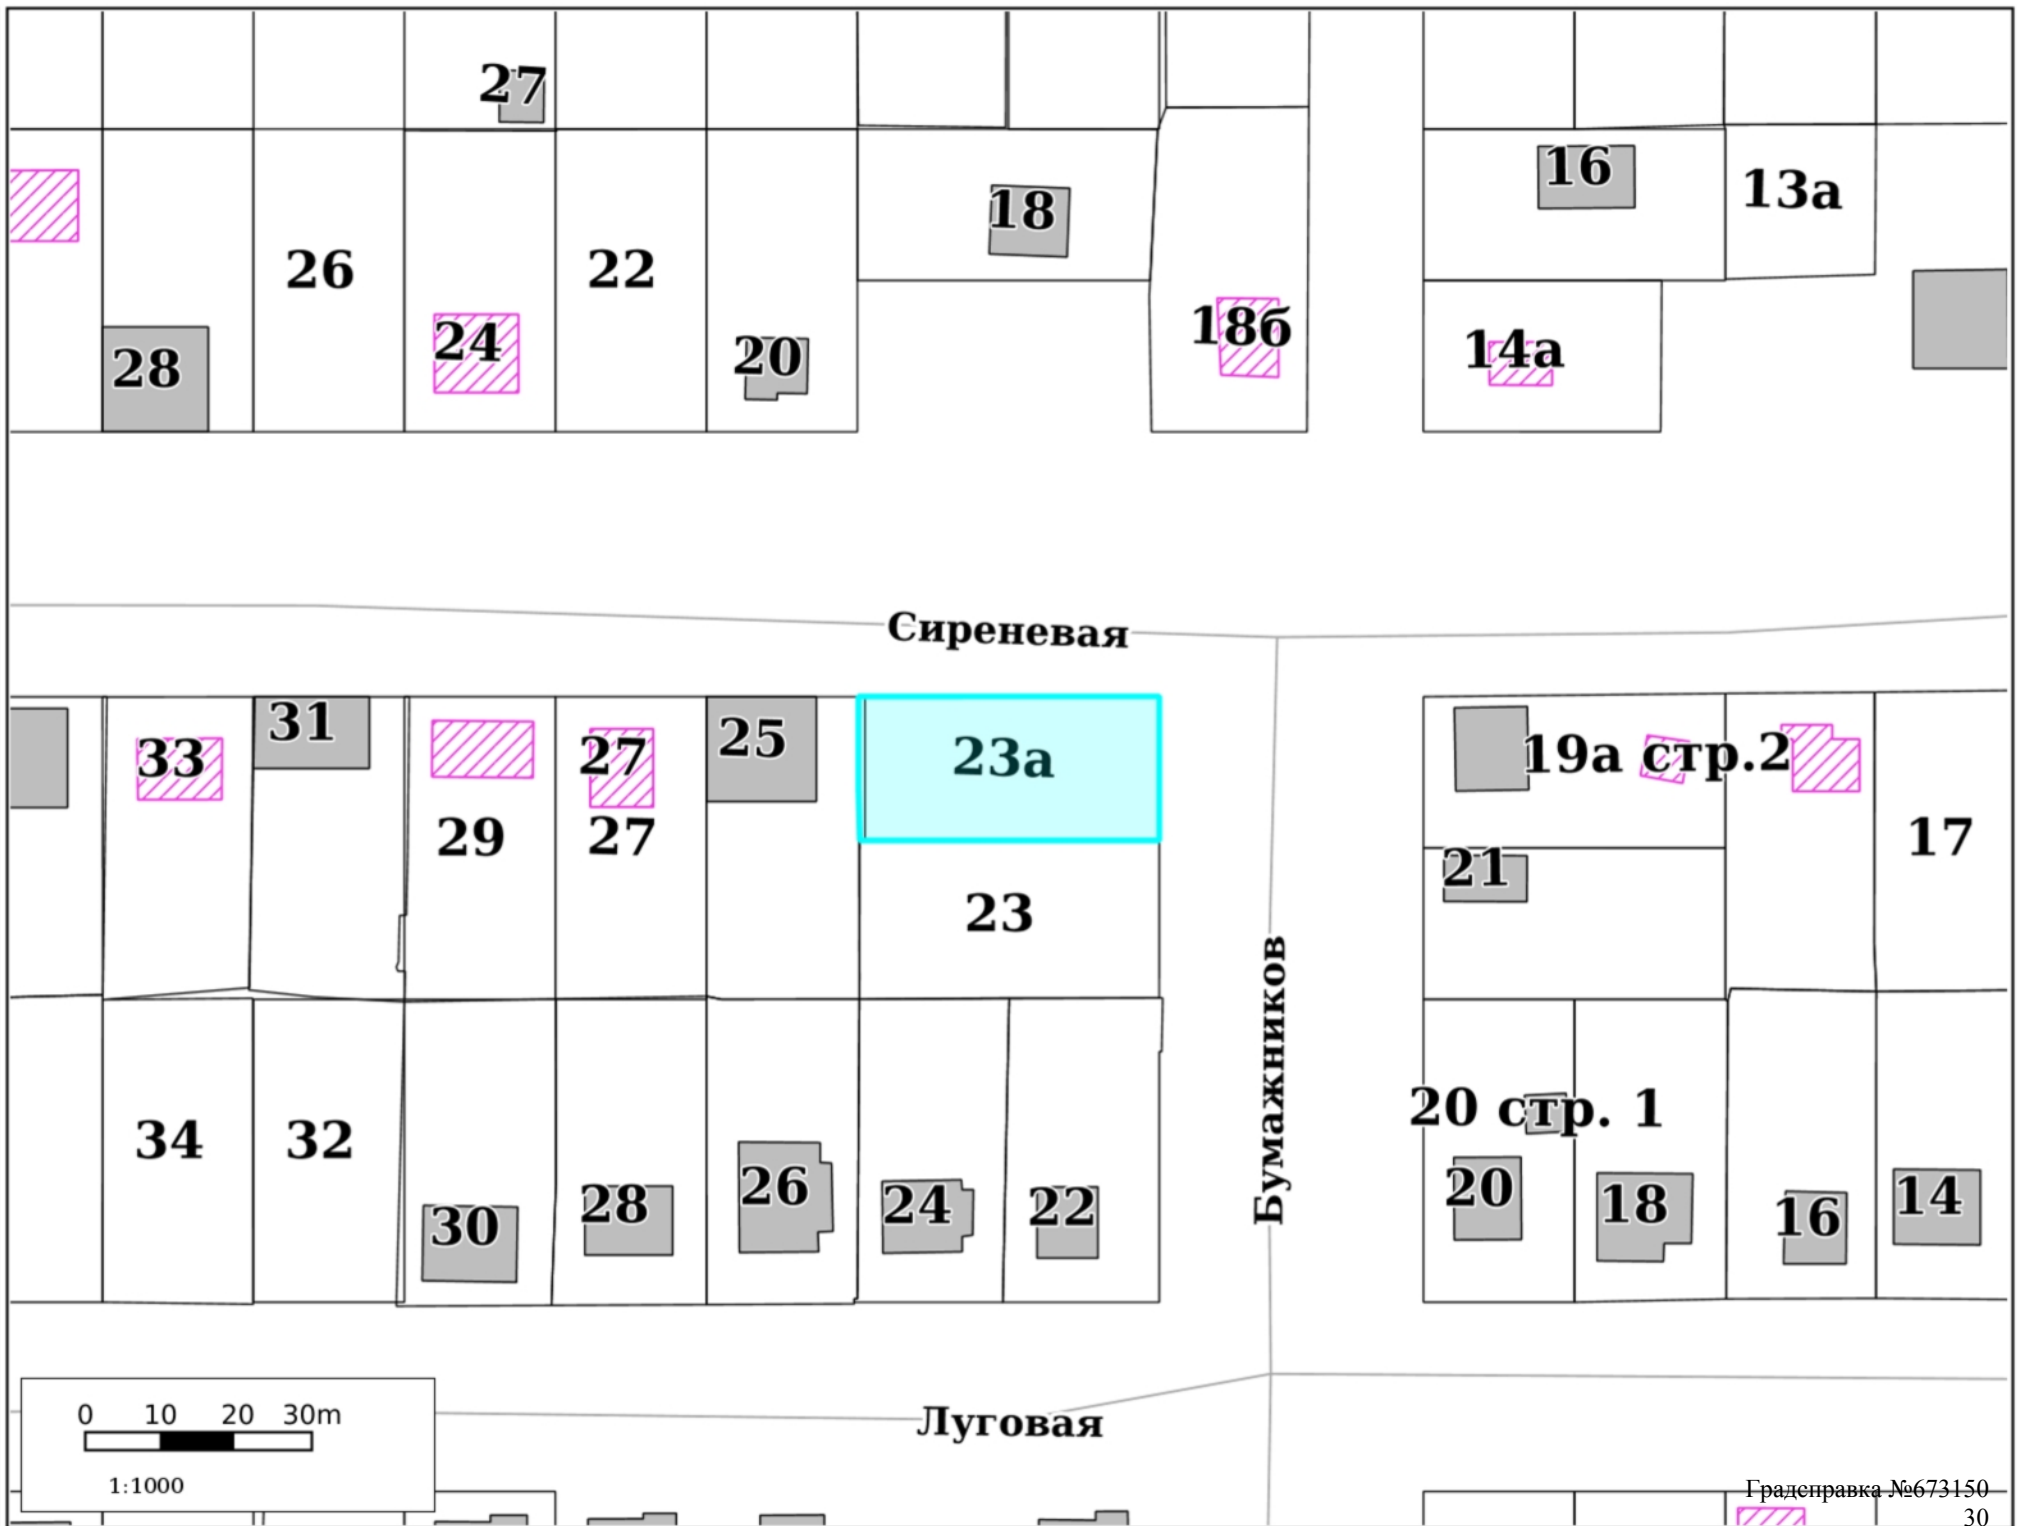 27
16
13а
18
26
22
18б
24
14а
20
28
Сиреневая
31
25
33
27
23а
19а стр.2
29
27
17
21
23
Бумажников
20 стр. 1
34
32
26
20
14
28
24
22
18
30
16
0 10 20 30m
1:1000
Луговая
Градсправка №673150
30